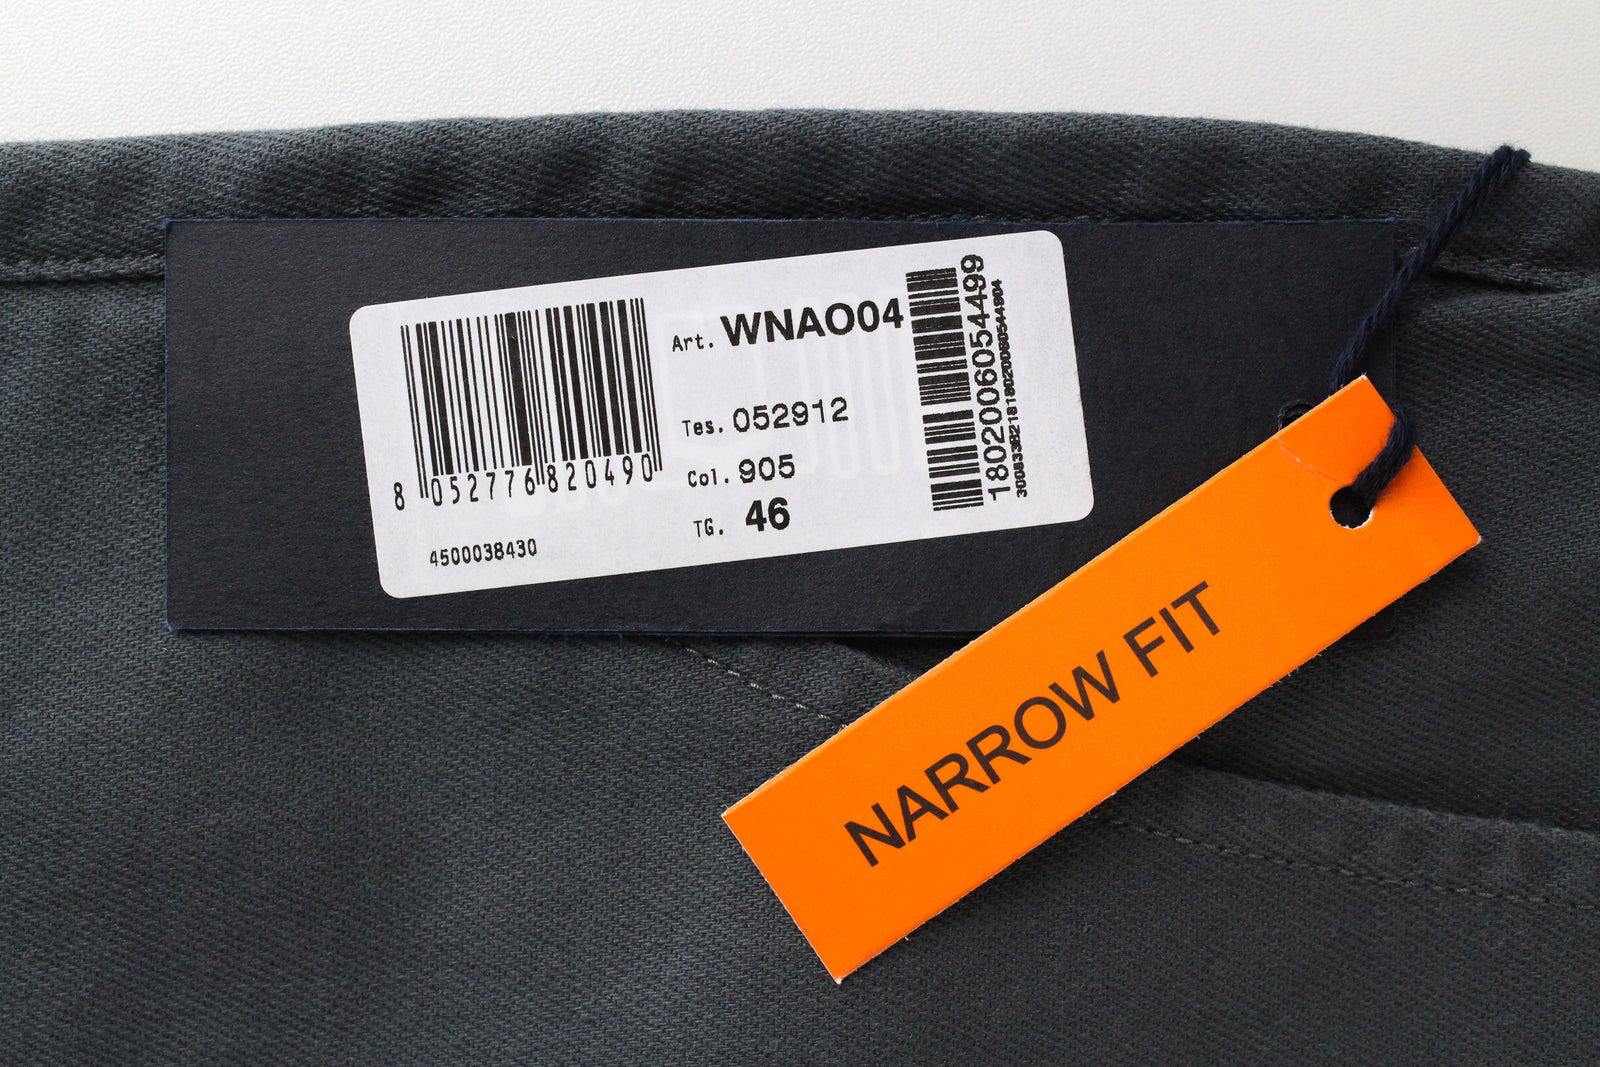 Art. WNAO04
Tes. 052912
Col. 905
TG. 46
8 052776 820490
4500038430
1802006054499
NARROW FIT